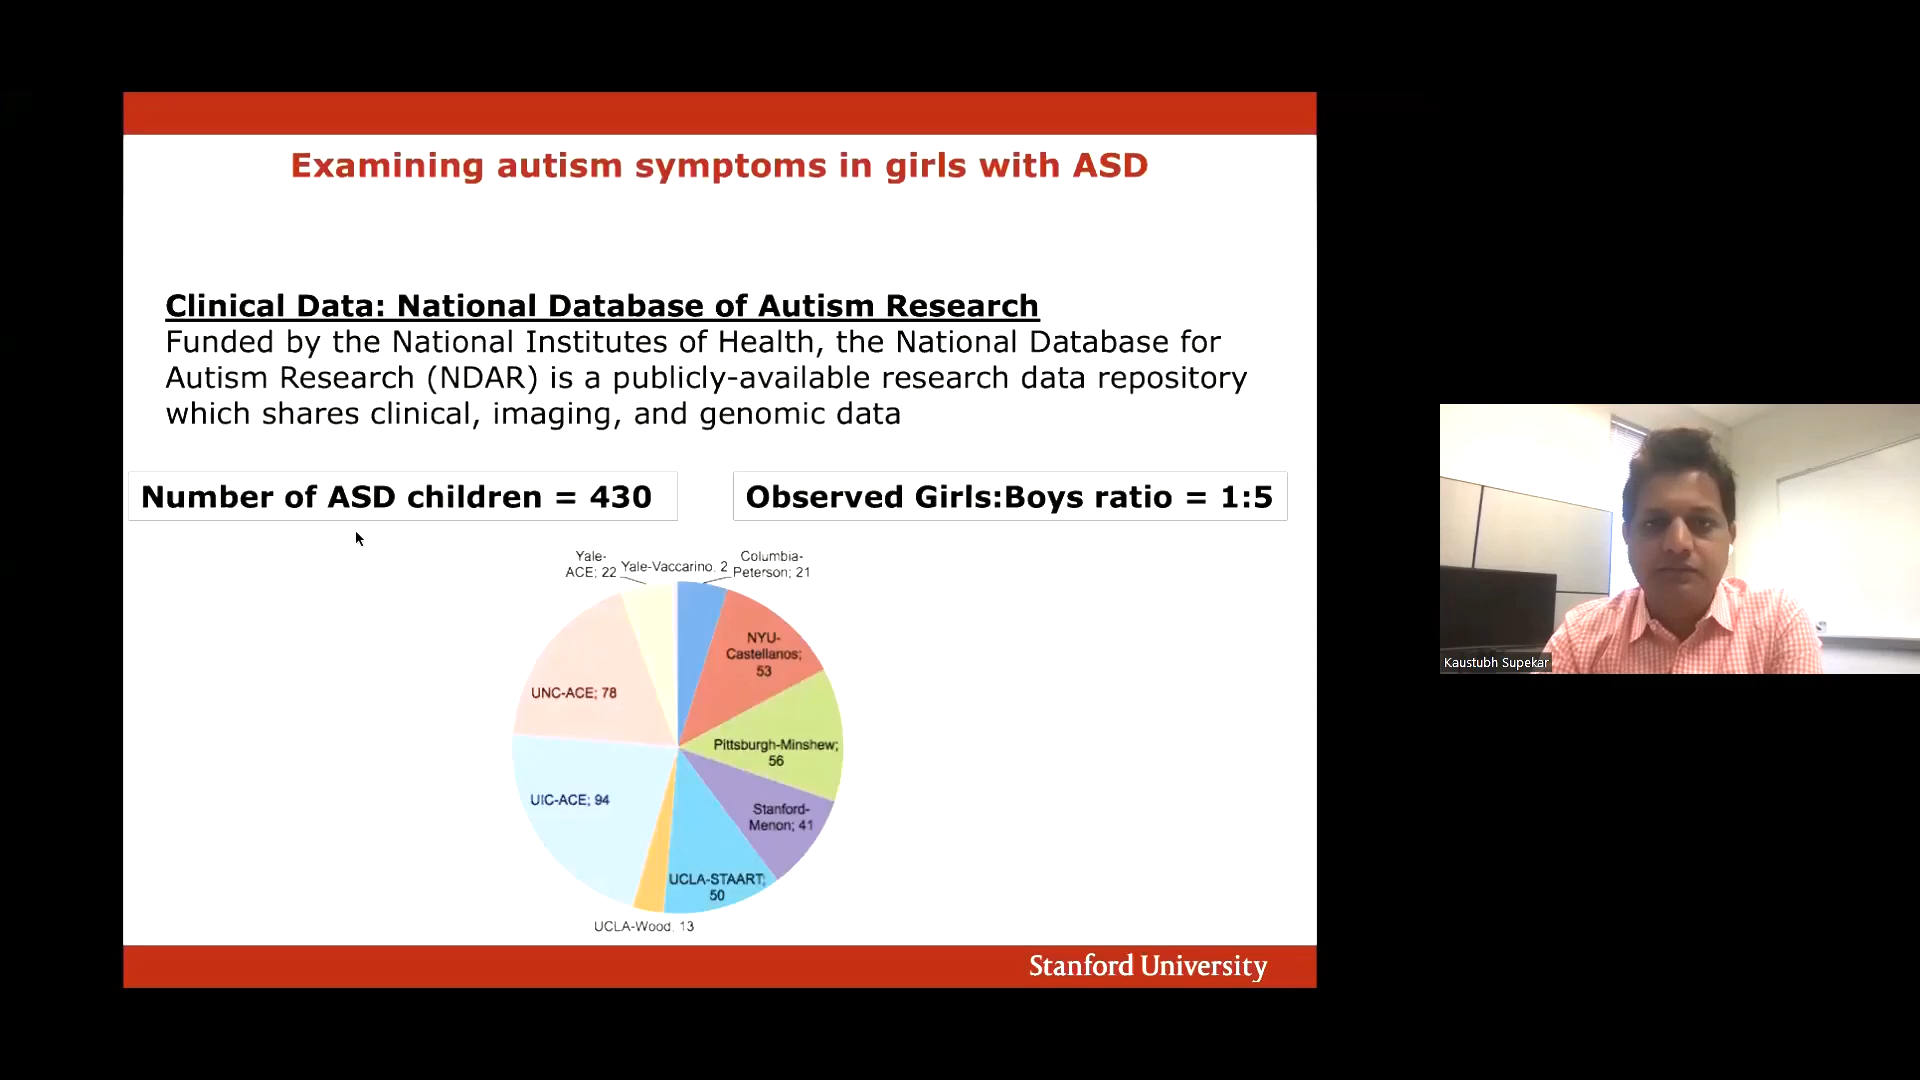 Examining autism symptoms in girls with ASD
Clinical Data: National Database of Autism Research
Funded by the National Institutes of Health, the National Database for
Autism Research (NDAR) is a publicly-available research data repository
which shares clinical, imaging, and genomic data
Number of ASD children = 430
Observed Girls:Boys ratio = 1:5
Yale-
ACE; 22
Yale-Vaccarino. 2
Columbia-
Peterson; 21
NYU-
Castellanos;
53
UNC-ACE; 78
Pittsburgh-Minshew;
56
UIC-ACE; 94
Stanford-
Menon; 41
UCLA-STAART;
50
UCLA-Wood. 13
Stanford University
Kaustubh Supekar